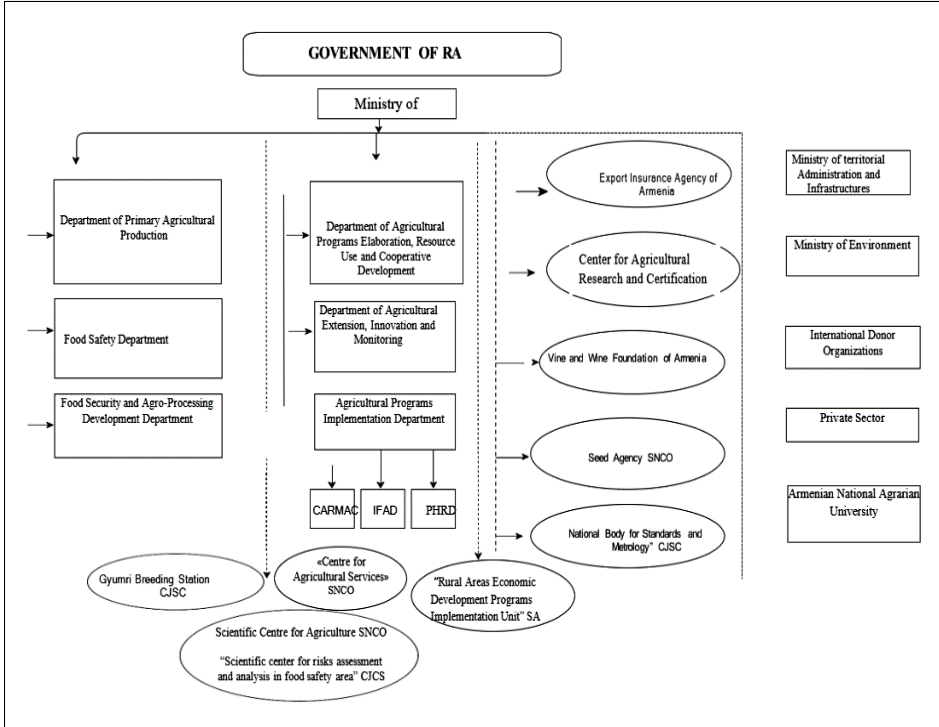 GOVERNMENT OF RA
Ministry of
Department of Primary Agricultural
Production
Food Safety Department
Food Security and Agro-Processing
Development Department
Department of Agricultural
Programs Elaboration, Resource
Use and Cooperative
Development
Department of Agricultural
Extension, Innovation and
Monitoring
Agricultural Programs
Implementation Department
CARMAC
IFAD
PHRD
Export Insurance Agency of
Armenia
Center for Agricultural
Research and Certification
Vine and Wine Foundation of Armenia
Seed Agency SNCO
National Body for Standards and
Metrology" CJSC
Ministry of territorial
Administration and
Infrastructures
Ministry of Environment
International Donor
Organizations
Private Sector
Armenian National Agrarian
University
Gyumri Breeding Station
CJSC
«Centre for
Agricultural Services»
SNCO
"Rural Areas Economic
Development Programs
Implementation Unit" SA
Scientific Centre for Agriculture SNCO
"Scientific center for risks assessment
and analysis in food safety area" CJCS